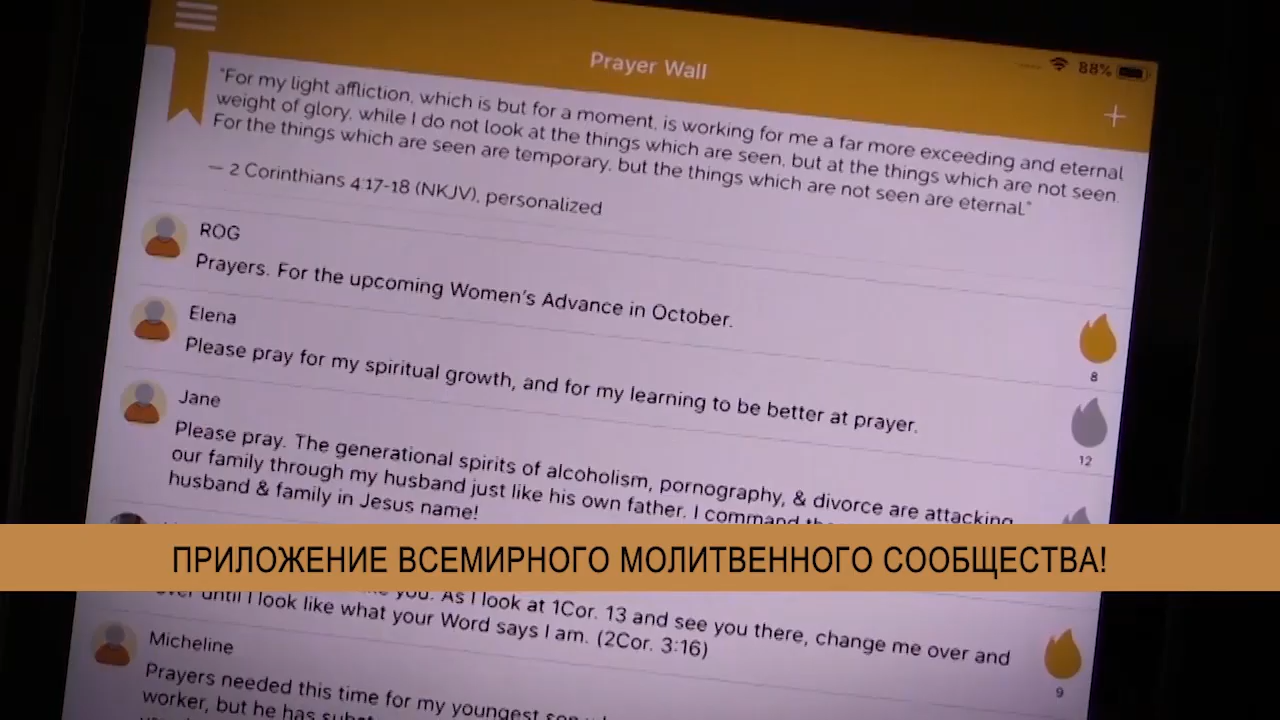 Prayer Wall
88%
"For my light affliction, which is but for a moment, is working for me a far more exceeding and eternal
weight of glory, while I do not look at the things which are seen, but at the things which are not seen.
For the things which are seen are temporary, but the things which are not seen are eternal."
— 2 Corinthians 4:17-18 (NKJV), personalized
ROG
Prayers. For the upcoming Women's Advance in October.
8
Elena
Please pray for my spiritual growth, and for my learning to be better at prayer.
12
Jane
Please pray. The generational spirits of alcoholism, pornography, & divorce are attacking
our family through my husband just like his own father. I command
husband & family in Jesus name!
ПРИЛОЖЕНИЕ ВСЕМИРНОГО МОЛИТВЕННОГО СООБЩЕСТВА!
you. As I look at 1Cor. 13 and see you there, change me over and
over until I look like what your Word says I am. (2Cor. 3:16)
9
Micheline
Prayers needed this time for my youngest son
worker, but he has